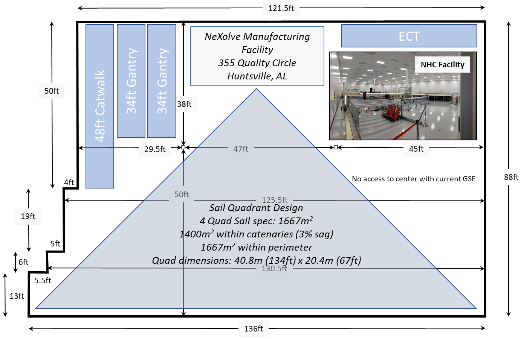 121.5ft
NeXolve Manufacturing
Facility
355 Quality Circle
Huntsville, AL
ECT
NHC Facility
48ft Catwalk
34ft Gantry
34ft Gantry
50ft
38ft
29.5ft
47ft
45ft
88ft
No access to center with current GSE
4ft
50ft
125.5ft
19ft
Sail Quadrant Design
4 Quad Sail spec: 1667m²
1400m² within catenaries (3% sag)
1667m² within perimeter
Quad dimensions: 40.8m (134ft) x 20.4m (67ft)
5ft
6ft
130.5ft
5.5ft
13ft
136ft